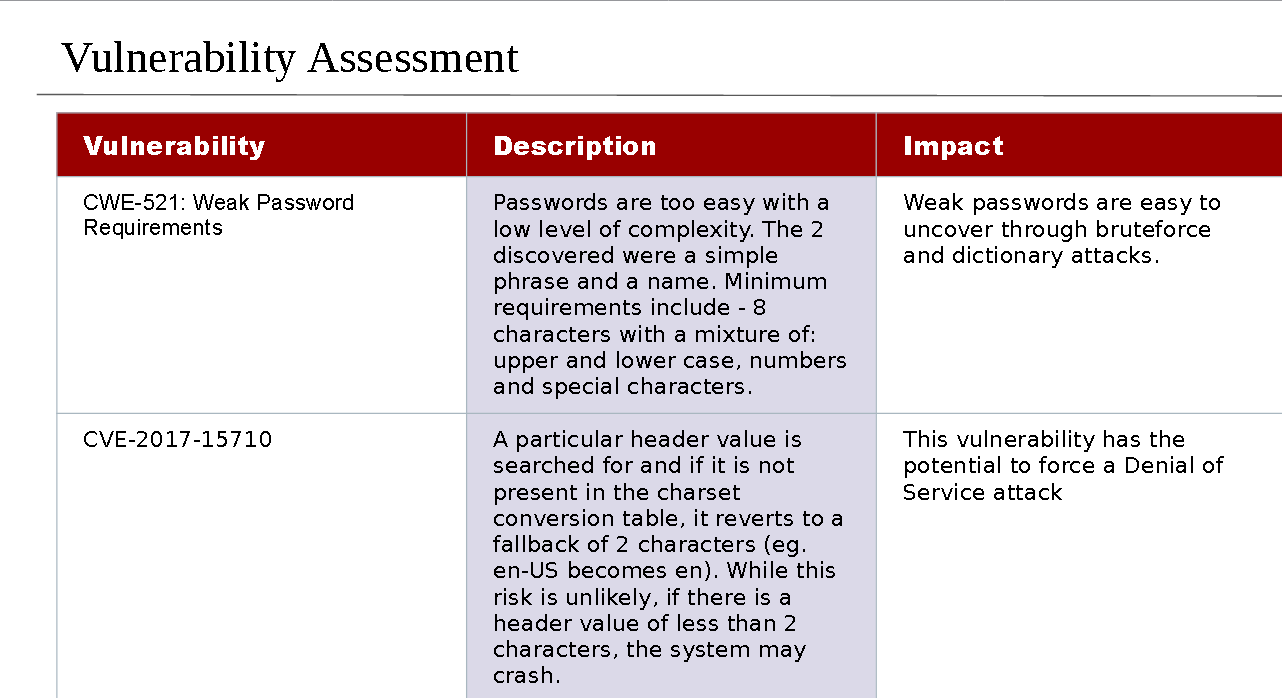 Vulnerability Assessment
Vulnerability
Description
Impact
CWE-521: Weak Password
Requirements
Passwords are too easy with a
low level of complexity. The 2
discovered were a simple
phrase and a name. Minimum
requirements include - 8
characters with a mixture of:
upper and lower case, numbers
and special characters.
Weak passwords are easy to
uncover through bruteforce
and dictionary attacks.
CVE-2017-15710
A particular header value is
searched for and if it is not
present in the charset
conversion table, it reverts to a
fallback of 2 characters (eg.
en-US becomes en). While this
risk is unlikely, if there is a
header value of less than 2
characters, the system may
crash.
This vulnerability has the
potential to force a Denial of
Service attack